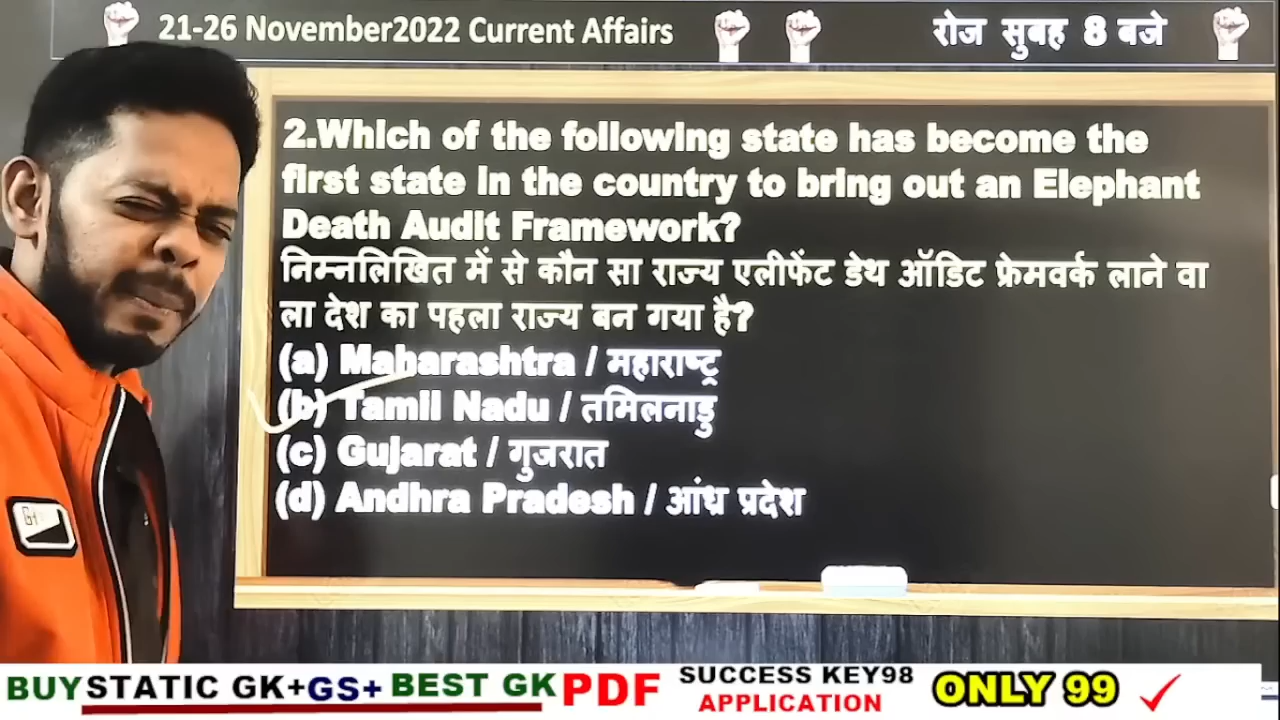 21-26 November2022 Current Affairs
रोज सुबह 8 बजे
2.Which of the following state has become the
first state in the country to bring out an Elephant
Death Audit Framework?
निम्नलिखित में से कौन सा राज्य एलीफेंट डेथ ऑडिट फ्रेमवर्क लाने वा
ला देश का पहला राज्य बन गया है?
(a) Maharashtra / महाराष्ट्र
(b) Tamil Nadu / तमिलनाडु
(c) Gujarat / गुजरात
(d) Andhra Pradesh / आंध्र प्रदेश
BUY STATIC GK+GS+ BEST GK PDF
SUCCESS KEY98
APPLICATION
ONLY 99